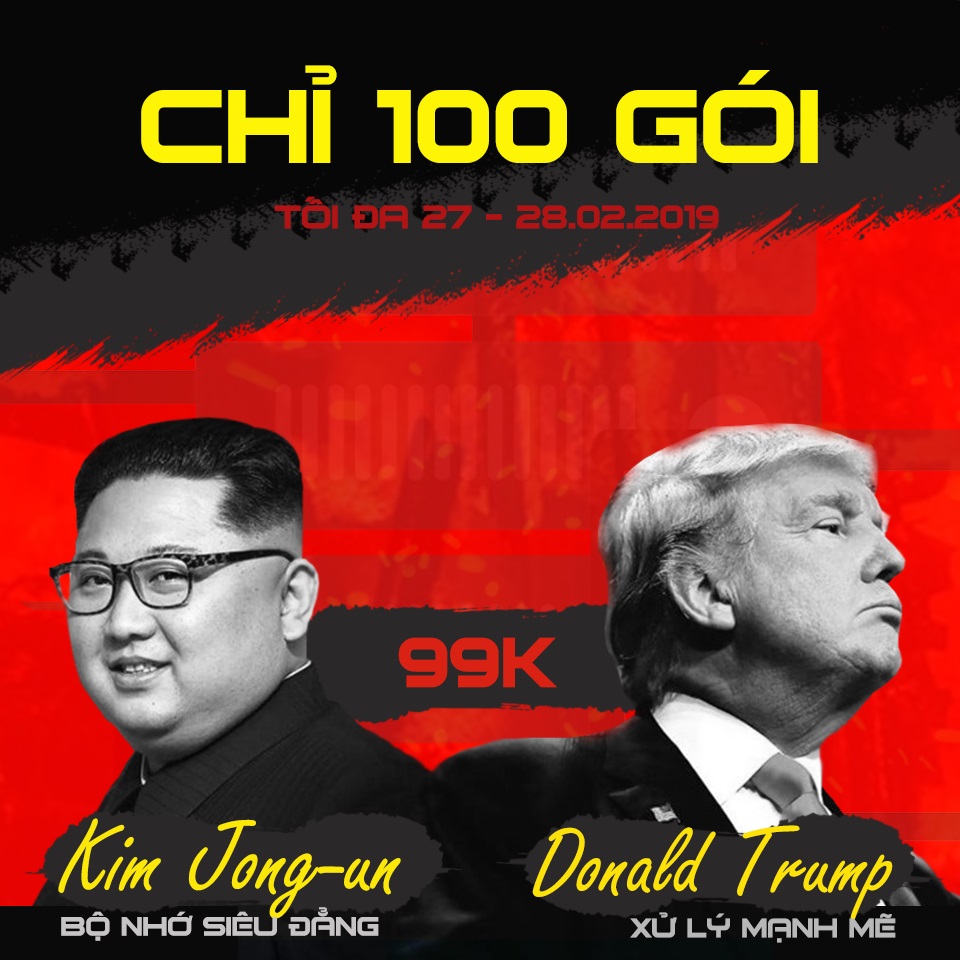 CHỈ 100 GÓI
TỐI ĐA 27 - 28.02.2019
99K
Kim Jong-un
Donald Trump
BỘ NHỚ SIÊU ĐẲNG
XỬ LÝ MẠNH MẼ